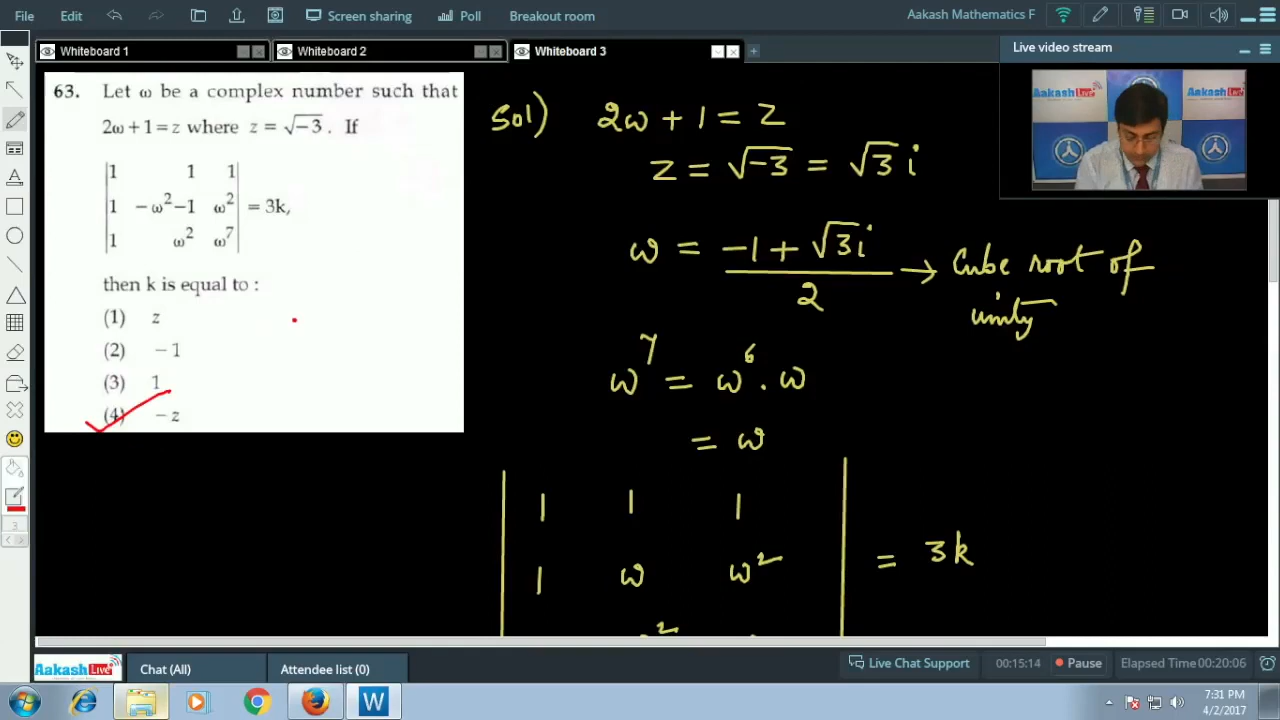 File Edit Screen sharing Poll Breakout room Aakash Mathematics F
Whiteboard 1 Whiteboard 2 Whiteboard 3
Live video stream
AakashLive
63. Let ω be a complex number such that
2ω + 1 = z where z = √−3 . If
|1 1 1|
|1 −ω²−1 ω²| = 3k,
|1 ω² ω⁷|
then k is equal to :
(1) z
(2) −1
(3) 1
(4) −z
Sol) 2ω + 1 = z
z = √−3 = √3 i
ω = (−1 + √3i)/2 → Cube root of
unity
ω⁷ = ω⁶ . ω
= ω
| 1 1 1 |
| 1 ω ω² | = 3k
3
AakashLive Chat (All) Attendee list (0) Live Chat Support 00:15:14 Pause Elapsed Time 00:20:06
7:31 PM
4/2/2017